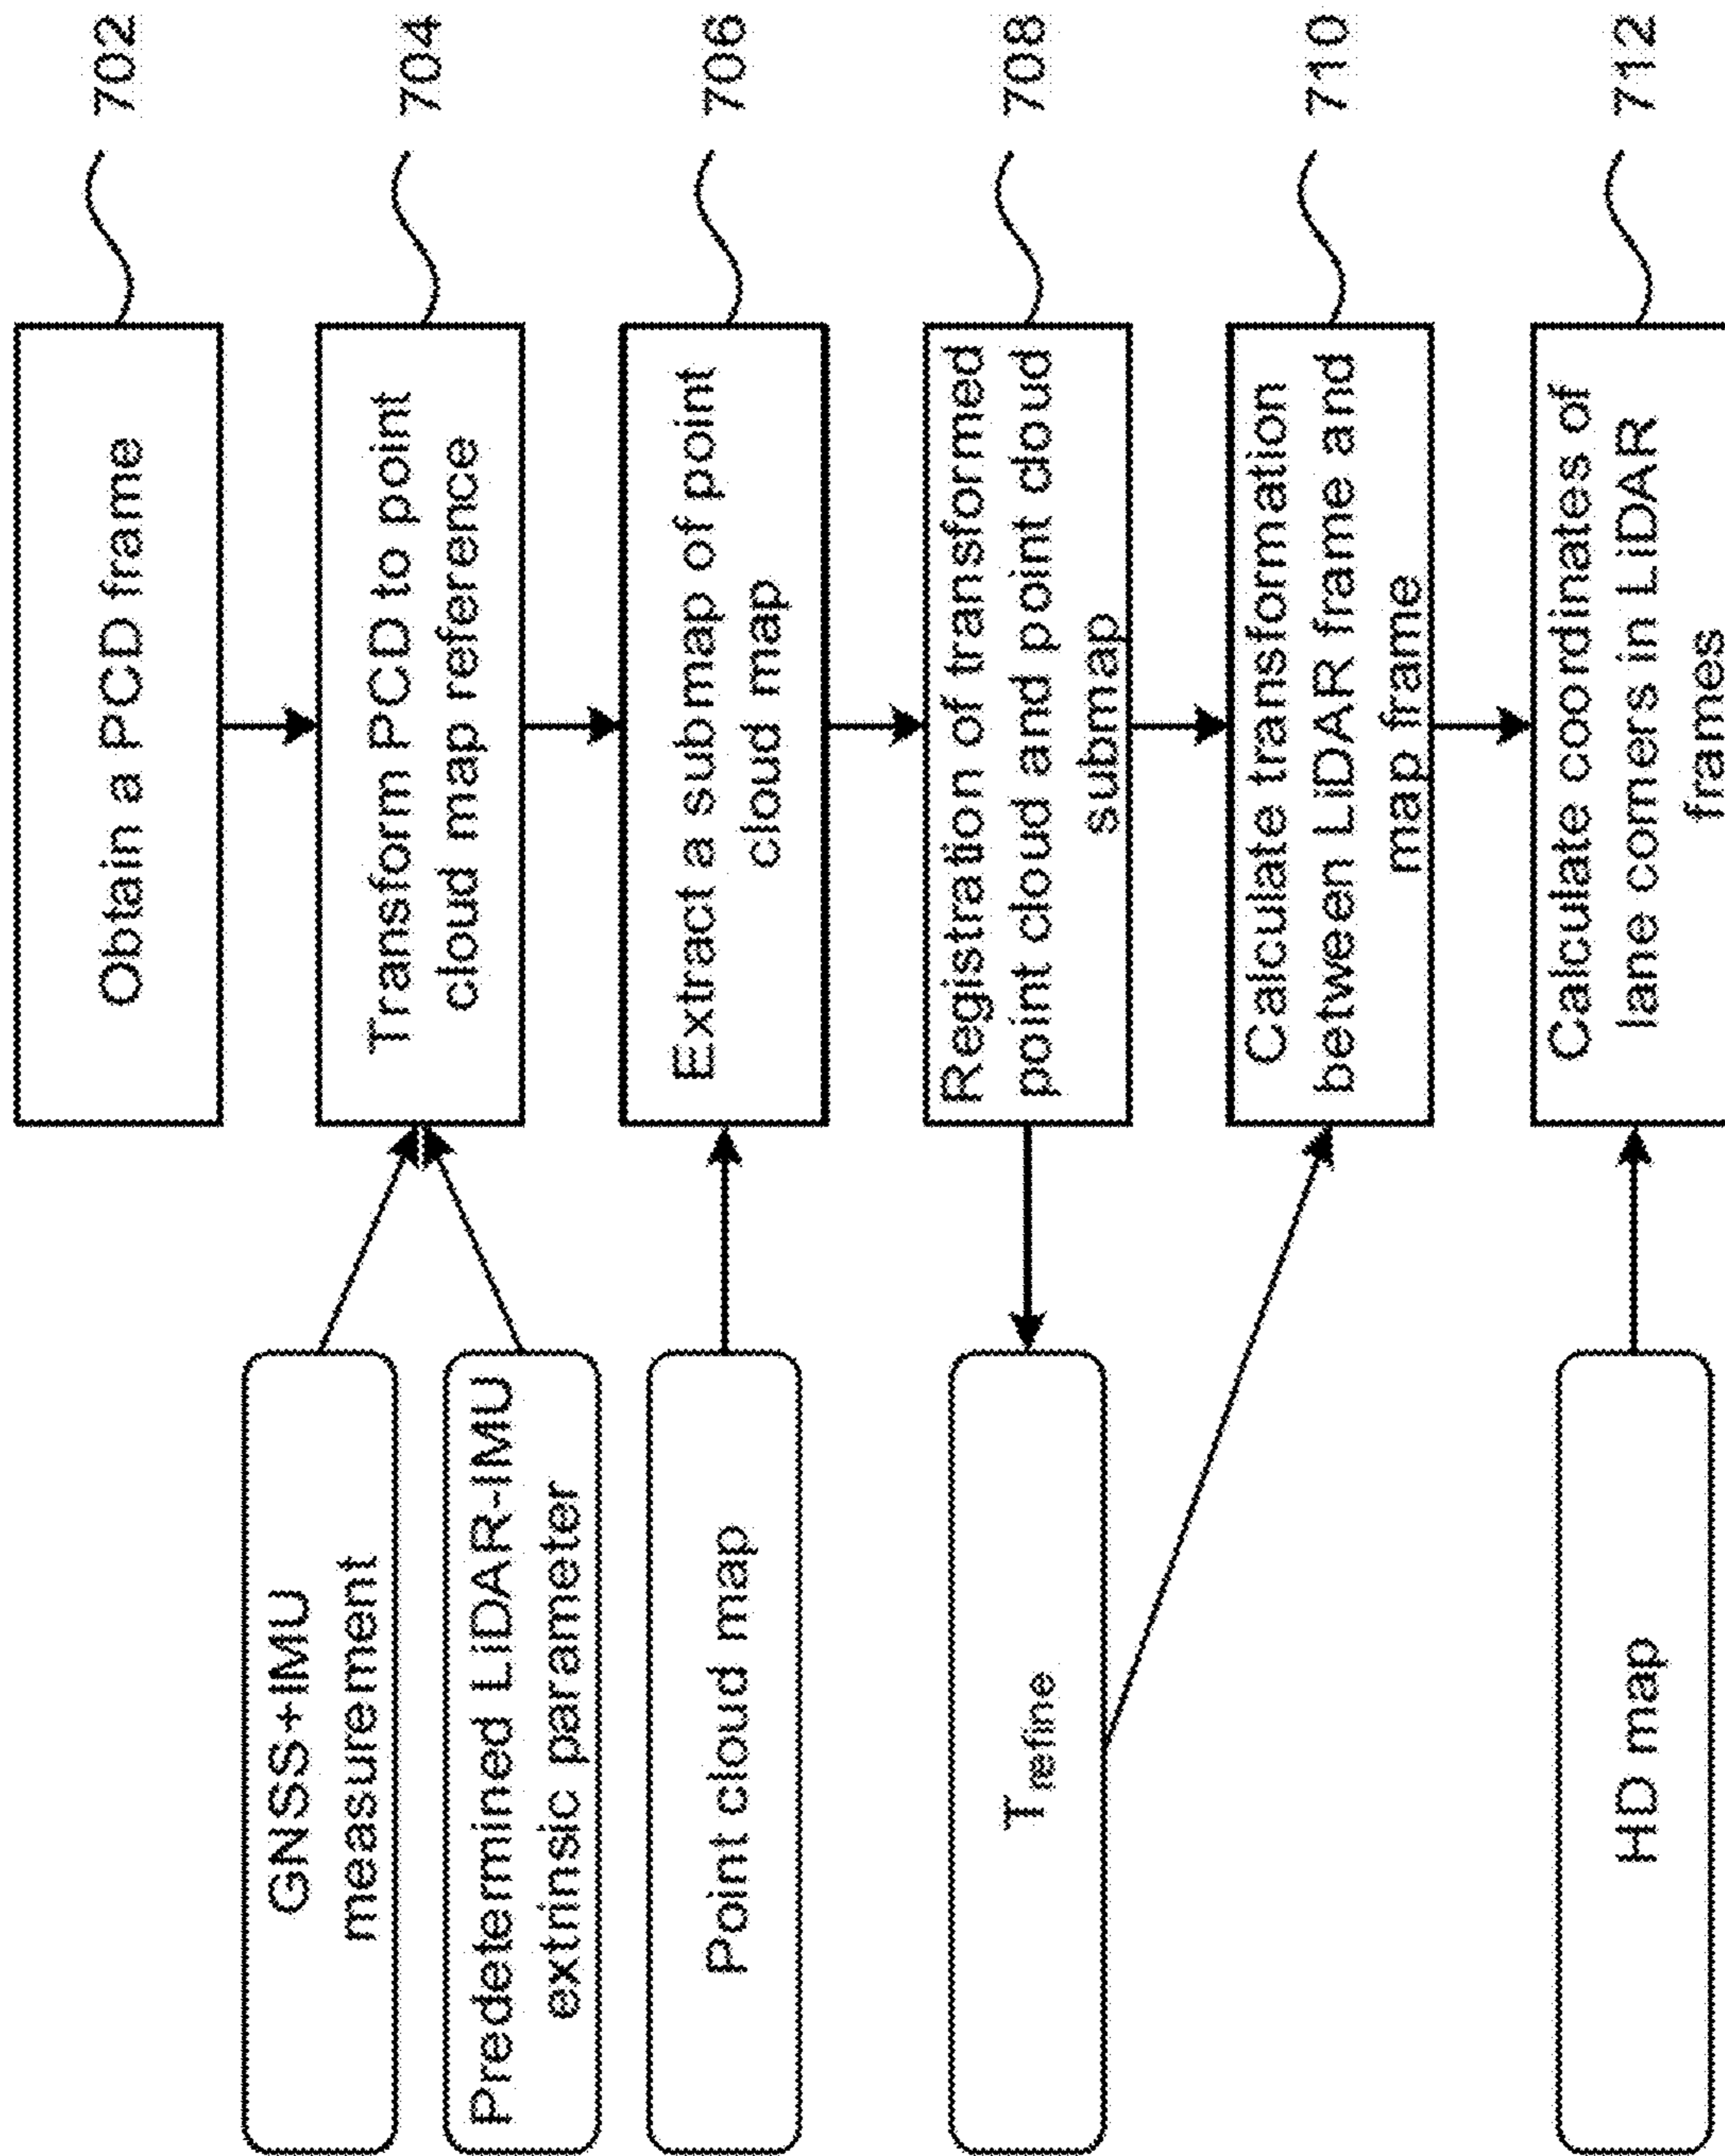 Obtain a PCD frame
702
GNSS+IMU
measurement
Predetermined LiDAR-IMU
extrinsic parameter
Transform PCD to point
cloud map reference
704
Point cloud map
Extract a submap of point
cloud map
706
Registration of transformed
point cloud and point cloud
submap
708
Trefine
Calculate transformation
between LiDAR frame and
map frame
710
HD map
Calculate coordinates of
lane corners in LiDAR
frames
712